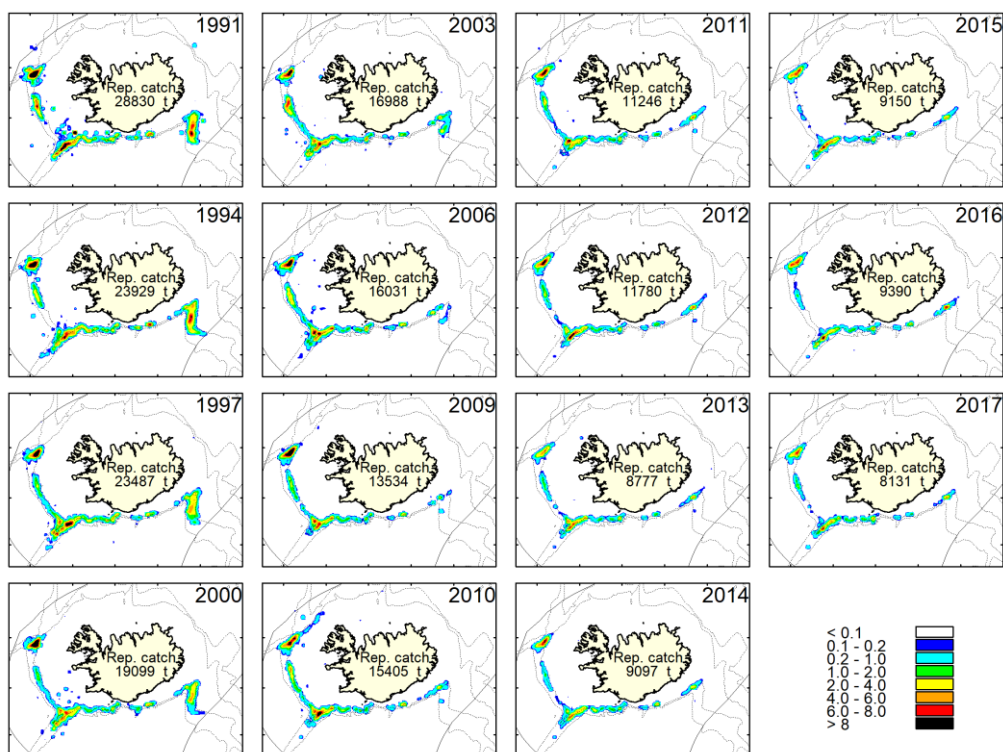 1991
Rep. catch
28830 t
2003
Rep. catch
16988 t
2011
Rep. catch
11246 t
2015
Rep. catch
9150 t
1994
Rep. catch
23929 t
2006
Rep. catch
16031 t
2012
Rep. catch
11780 t
2016
Rep. catch
9390 t
1997
Rep. catch
23487 t
2009
Rep. catch
13534 t
2013
Rep. catch
8777 t
2017
Rep. catch
8131 t
2000
Rep. catch
19099 t
2010
Rep. catch
15405 t
2014
Rep. catch
9097 t
< 0.1
0.1 - 0.2
0.2 - 1.0
1.0 - 2.0
2.0 - 4.0
4.0 - 6.0
6.0 - 8.0
> 8